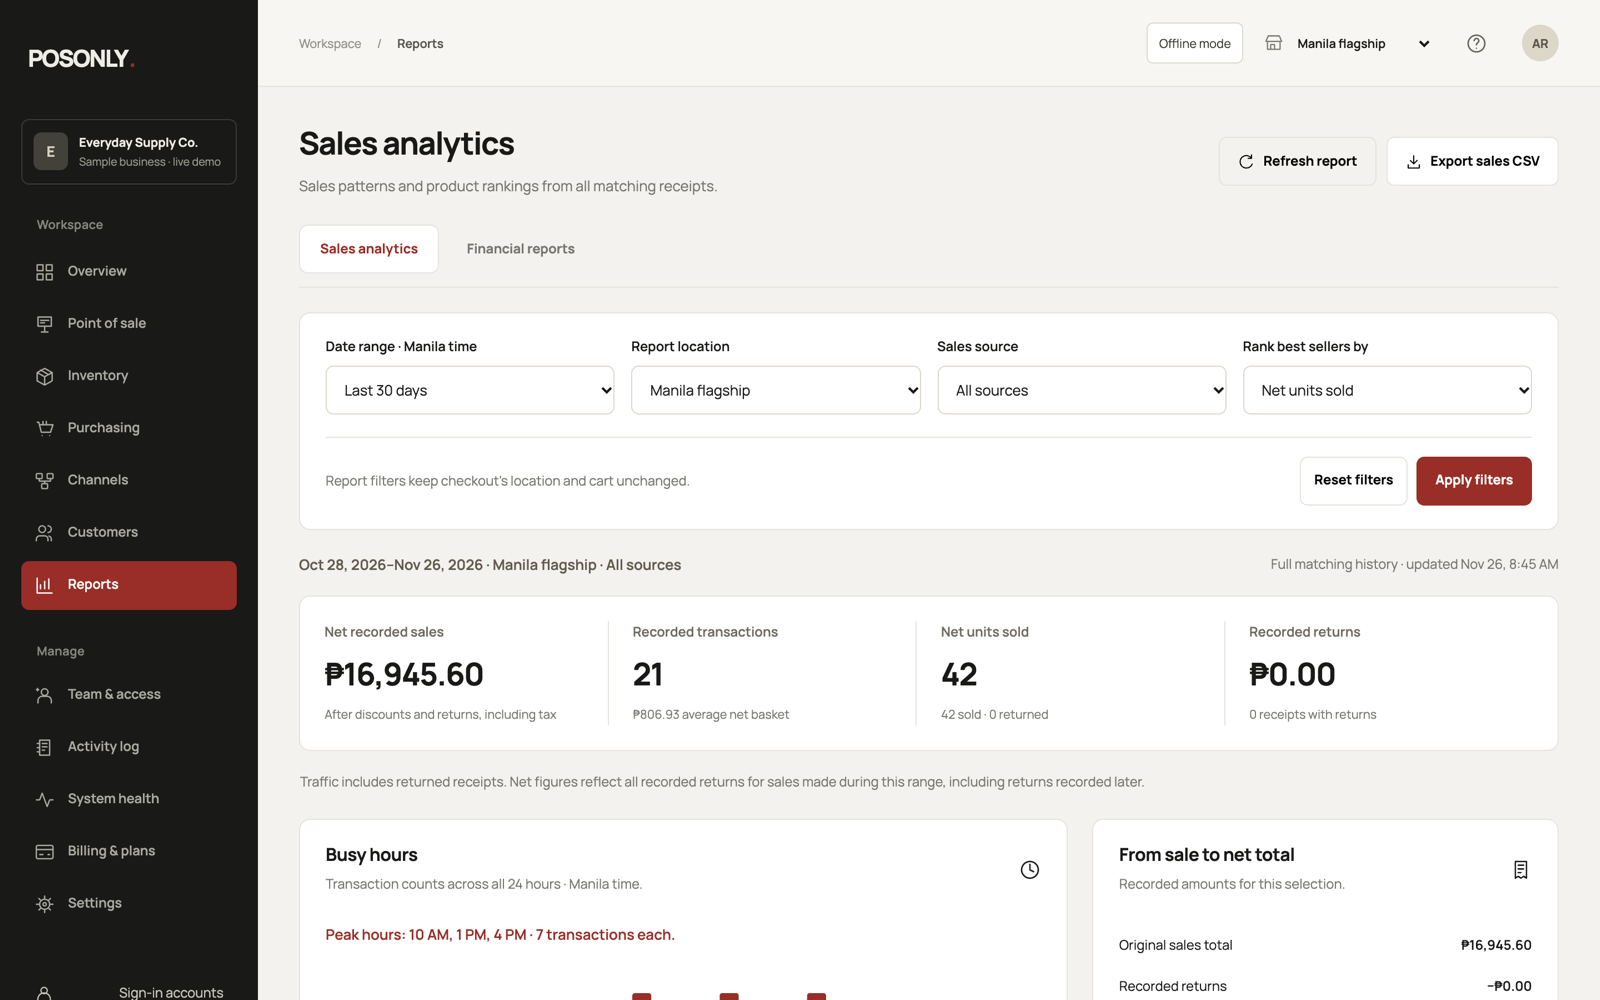 POSONLY.
E
Everyday Supply Co.
Sample business · live demo
Workspace
Overview
Point of sale
Inventory
Purchasing
Channels
Customers
Reports
Manage
Team & access
Activity log
System health
Billing & plans
Settings
Sign-in accounts
Workspace / Reports
Offline mode
Manila flagship
AR
Sales analytics
Sales patterns and product rankings from all matching receipts.
Refresh report
Export sales CSV
Sales analytics
Financial reports
Date range · Manila time
Report location
Sales source
Rank best sellers by
Last 30 days
Manila flagship
All sources
Net units sold
Report filters keep checkout's location and cart unchanged.
Reset filters
Apply filters
Oct 28, 2026–Nov 26, 2026 · Manila flagship · All sources
Full matching history · updated Nov 26, 8:45 AM
Net recorded sales
₱16,945.60
After discounts and returns, including tax
Recorded transactions
21
₱806.93 average net basket
Net units sold
42
42 sold · 0 returned
Recorded returns
₱0.00
0 receipts with returns
Traffic includes returned receipts. Net figures reflect all recorded returns for sales made during this range, including returns recorded later.
Busy hours
Transaction counts across all 24 hours · Manila time.
Peak hours: 10 AM, 1 PM, 4 PM · 7 transactions each.
From sale to net total
Recorded amounts for this selection.
Original sales total
₱16,945.60
Recorded returns
−₱0.00